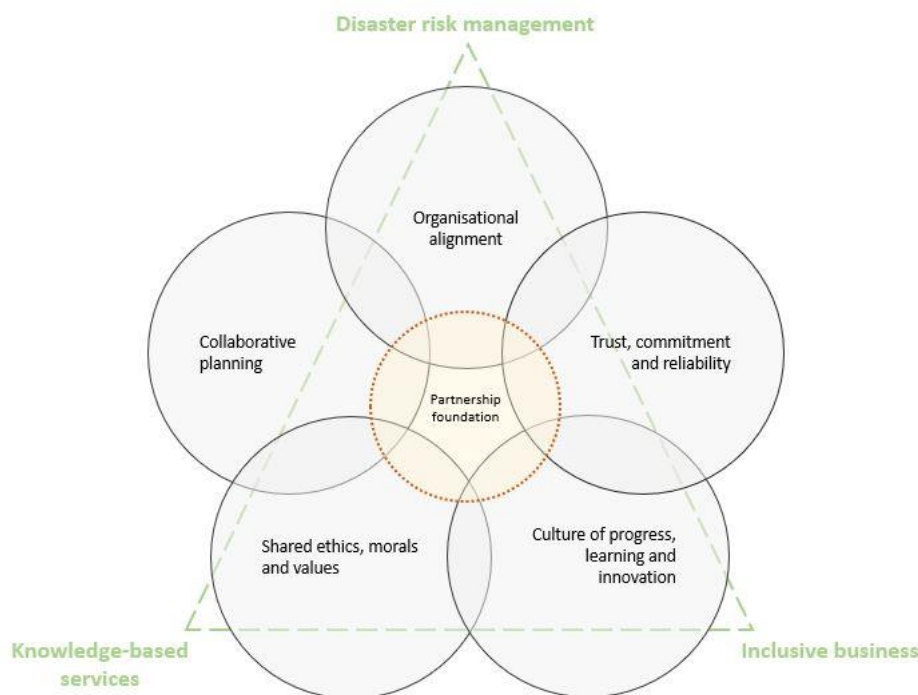 Disaster risk management
Organisational
alignment
Collaborative
planning
Trust, commitment
and reliability
Partnership
foundation
Shared ethics, morals
and values
Culture of progress,
learning and
innovation
Knowledge-based
services
Inclusive business